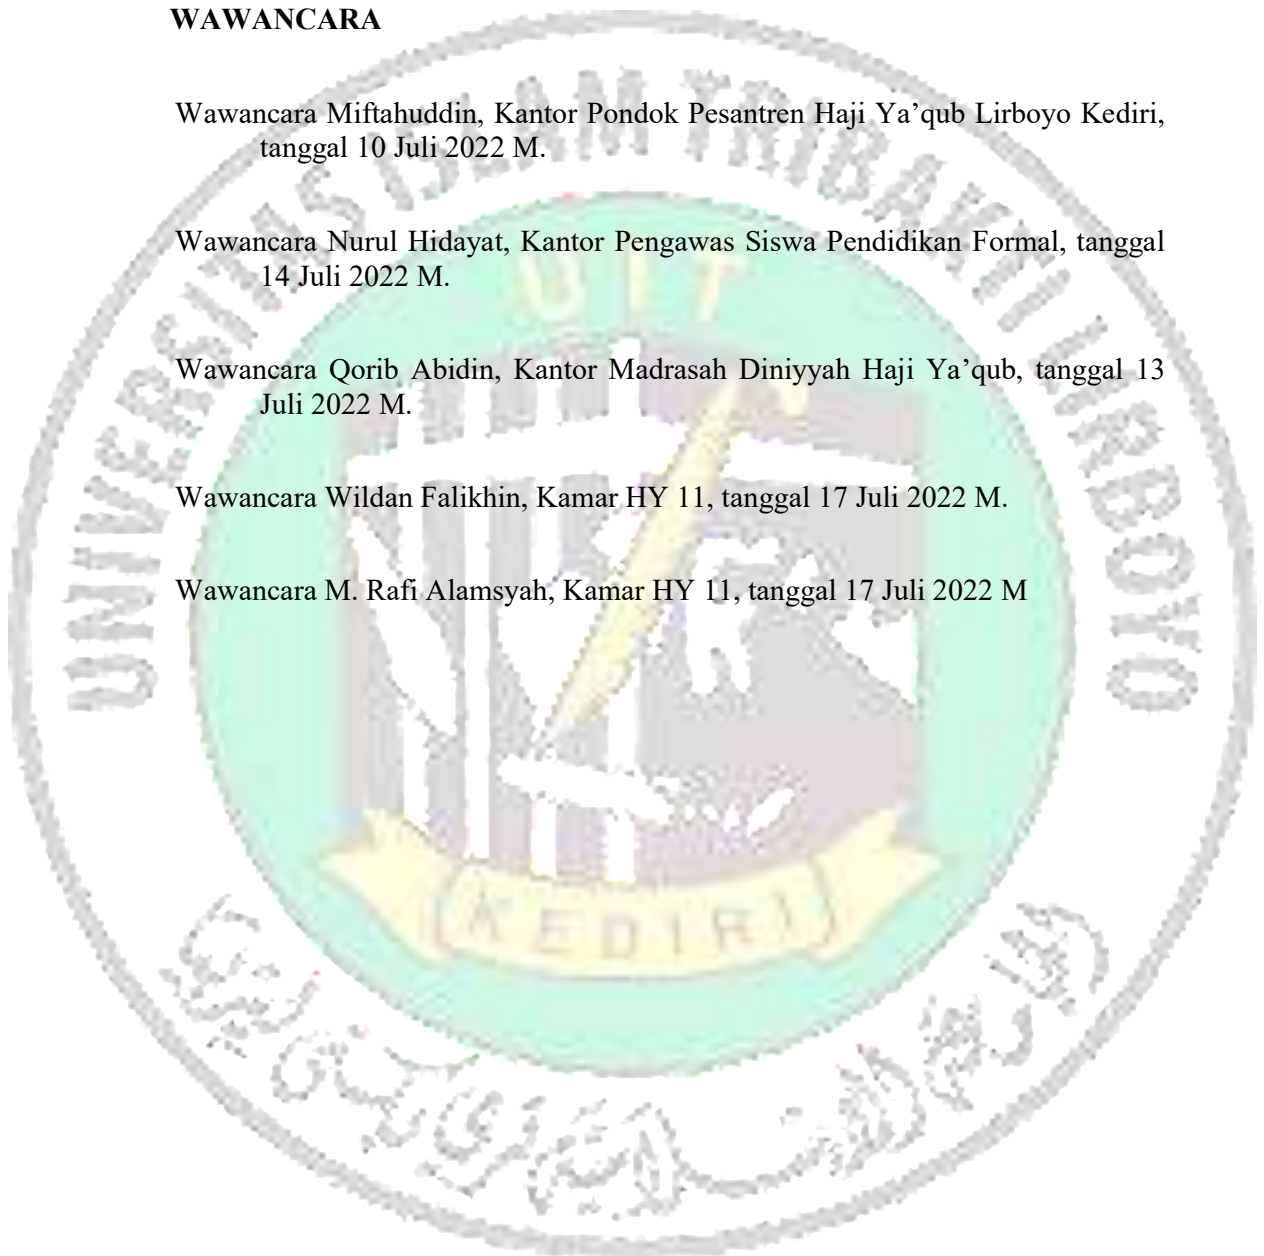 WAWANCARA
Wawancara Miftahuddin, Kantor Pondok Pesantren Haji Ya’qub Lirboyo Kediri,
tanggal 10 Juli 2022 M.
Wawancara Nurul Hidayat, Kantor Pengawas Siswa Pendidikan Formal, tanggal
14 Juli 2022 M.
Wawancara Qorib Abidin, Kantor Madrasah Diniyyah Haji Ya’qub, tanggal 13
Juli 2022 M.
Wawancara Wildan Falikhin, Kamar HY 11, tanggal 17 Juli 2022 M.
Wawancara M. Rafi Alamsyah, Kamar HY 11, tanggal 17 Juli 2022 M
UNIVERSITAS ISLAM TRIBAKTI LIRBOYO
UIT
KEDIRI